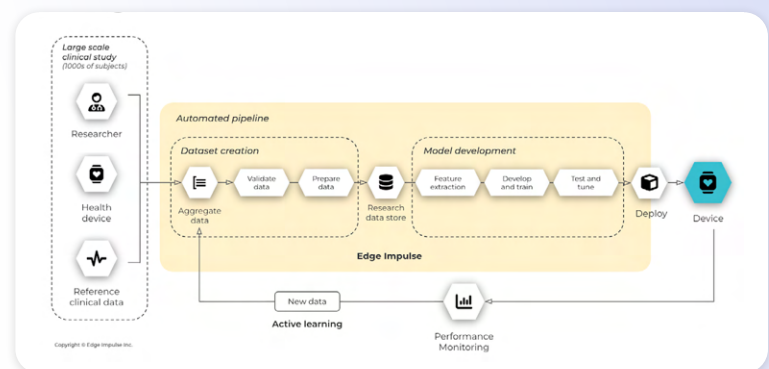 Large scale
clinical study
(1000s of subjects)
Researcher
Health
device
Reference
clinical data
Automated pipeline
Dataset creation
Aggregate
data
Validate
data
Prepare
data
Research
data store
Model development
Feature
extraction
Develop
and train
Test and
tune
Deploy
Device
Edge Impulse
New data
Active learning
Performance
Monitoring
Copyright © Edge Impulse Inc.